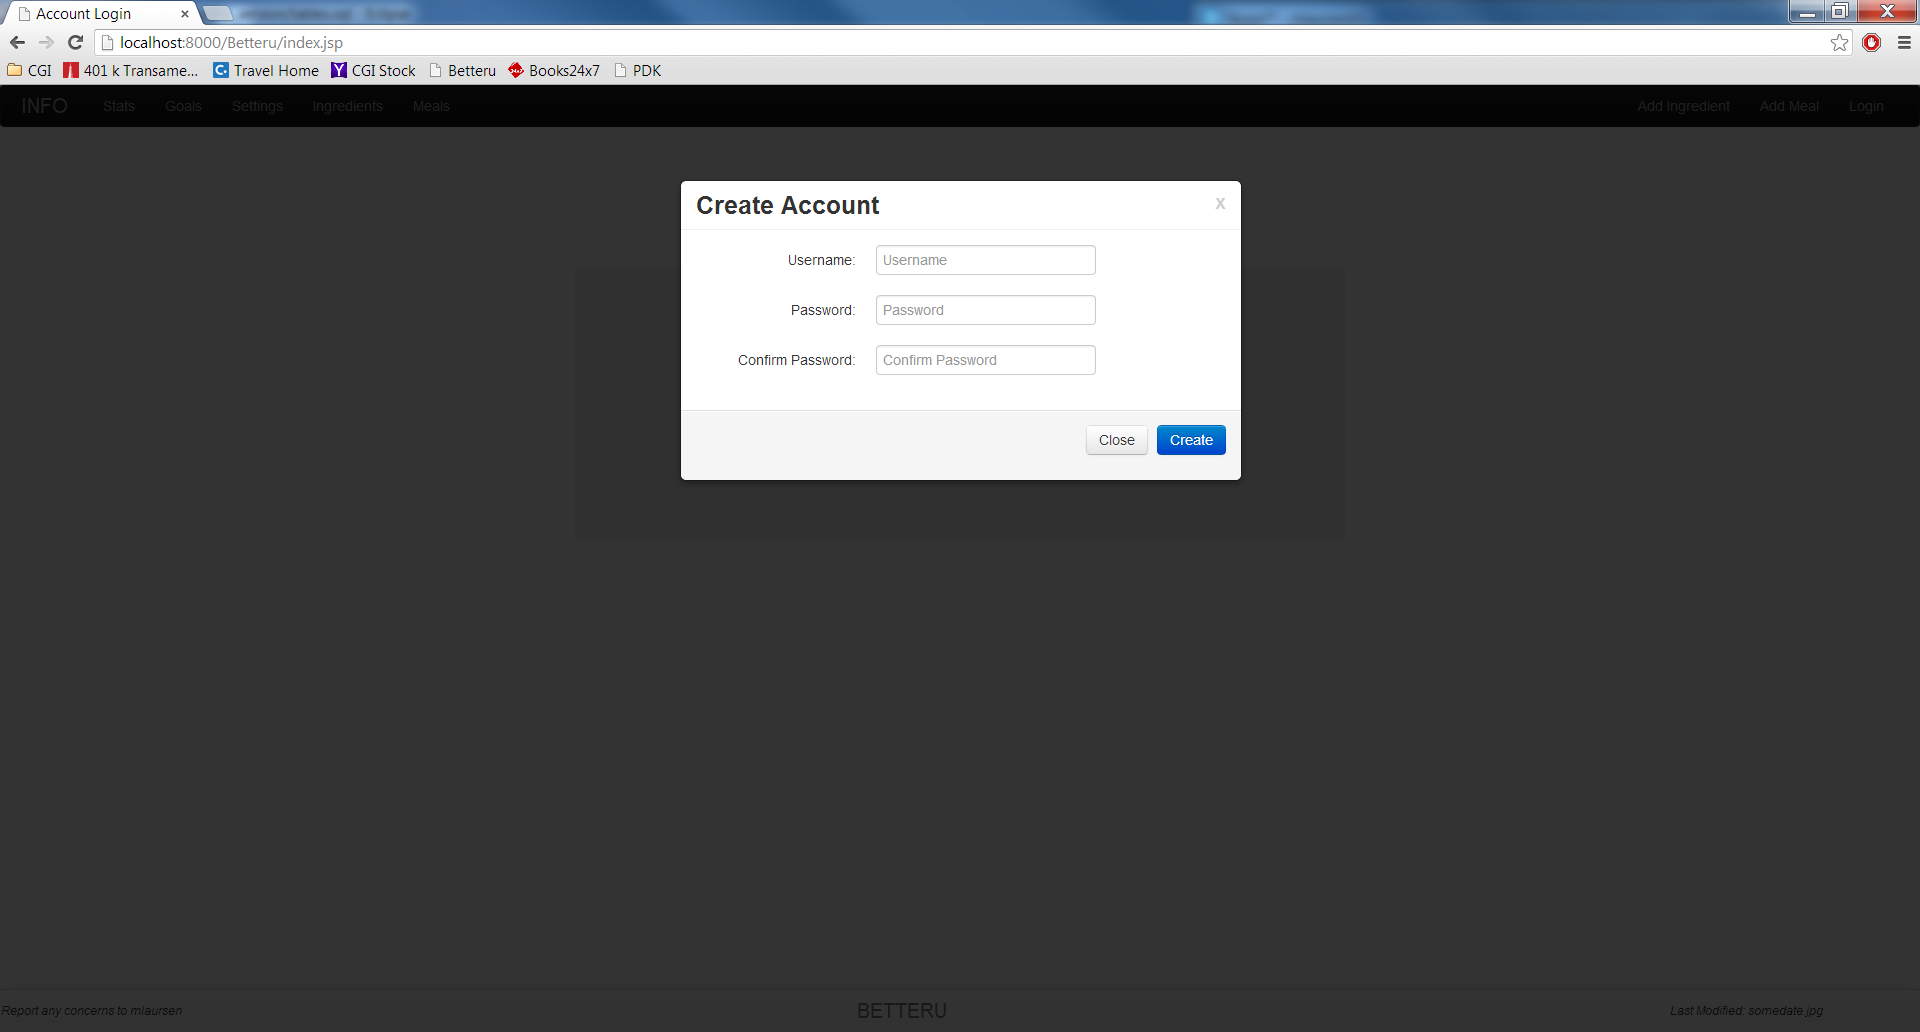 Account Login
localhost:8000/Betteru/index.jsp
CGI 401 k Transame... Travel Home CGI Stock Betteru Books24x7 PDK
INFO Stats Goals Settings Ingredients Meals Add Ingredient Add Meal Login
Create Account x
Username: Username
Password: Password
Confirm Password: Confirm Password
Close Create
Report any concerns to mlaursen BETTERU Last Modified: somedate.jpg